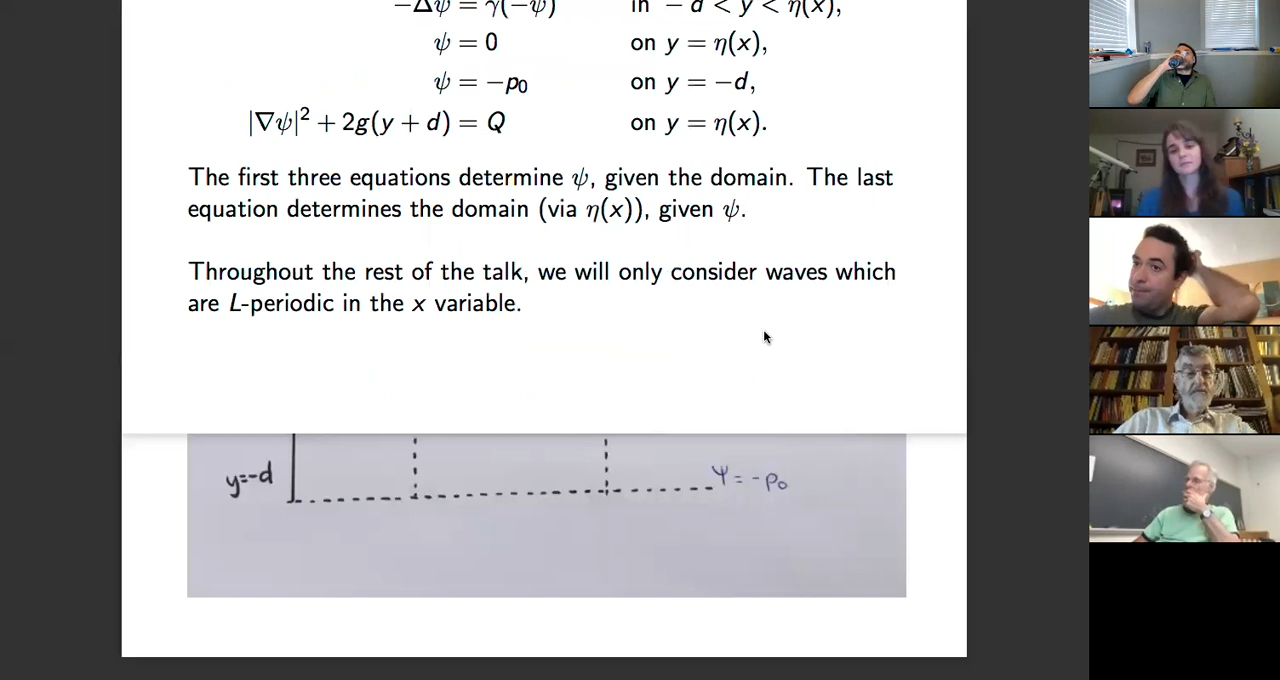 −Δψ = γ(−ψ) in − d < y < η(x),
ψ = 0 on y = η(x),
ψ = −p₀ on y = −d,
|∇ψ|² + 2g(y + d) = Q on y = η(x).
The first three equations determine ψ, given the domain. The last
equation determines the domain (via η(x)), given ψ.
Throughout the rest of the talk, we will only consider waves which
are L-periodic in the x variable.
y=-d
Ψ = -p₀